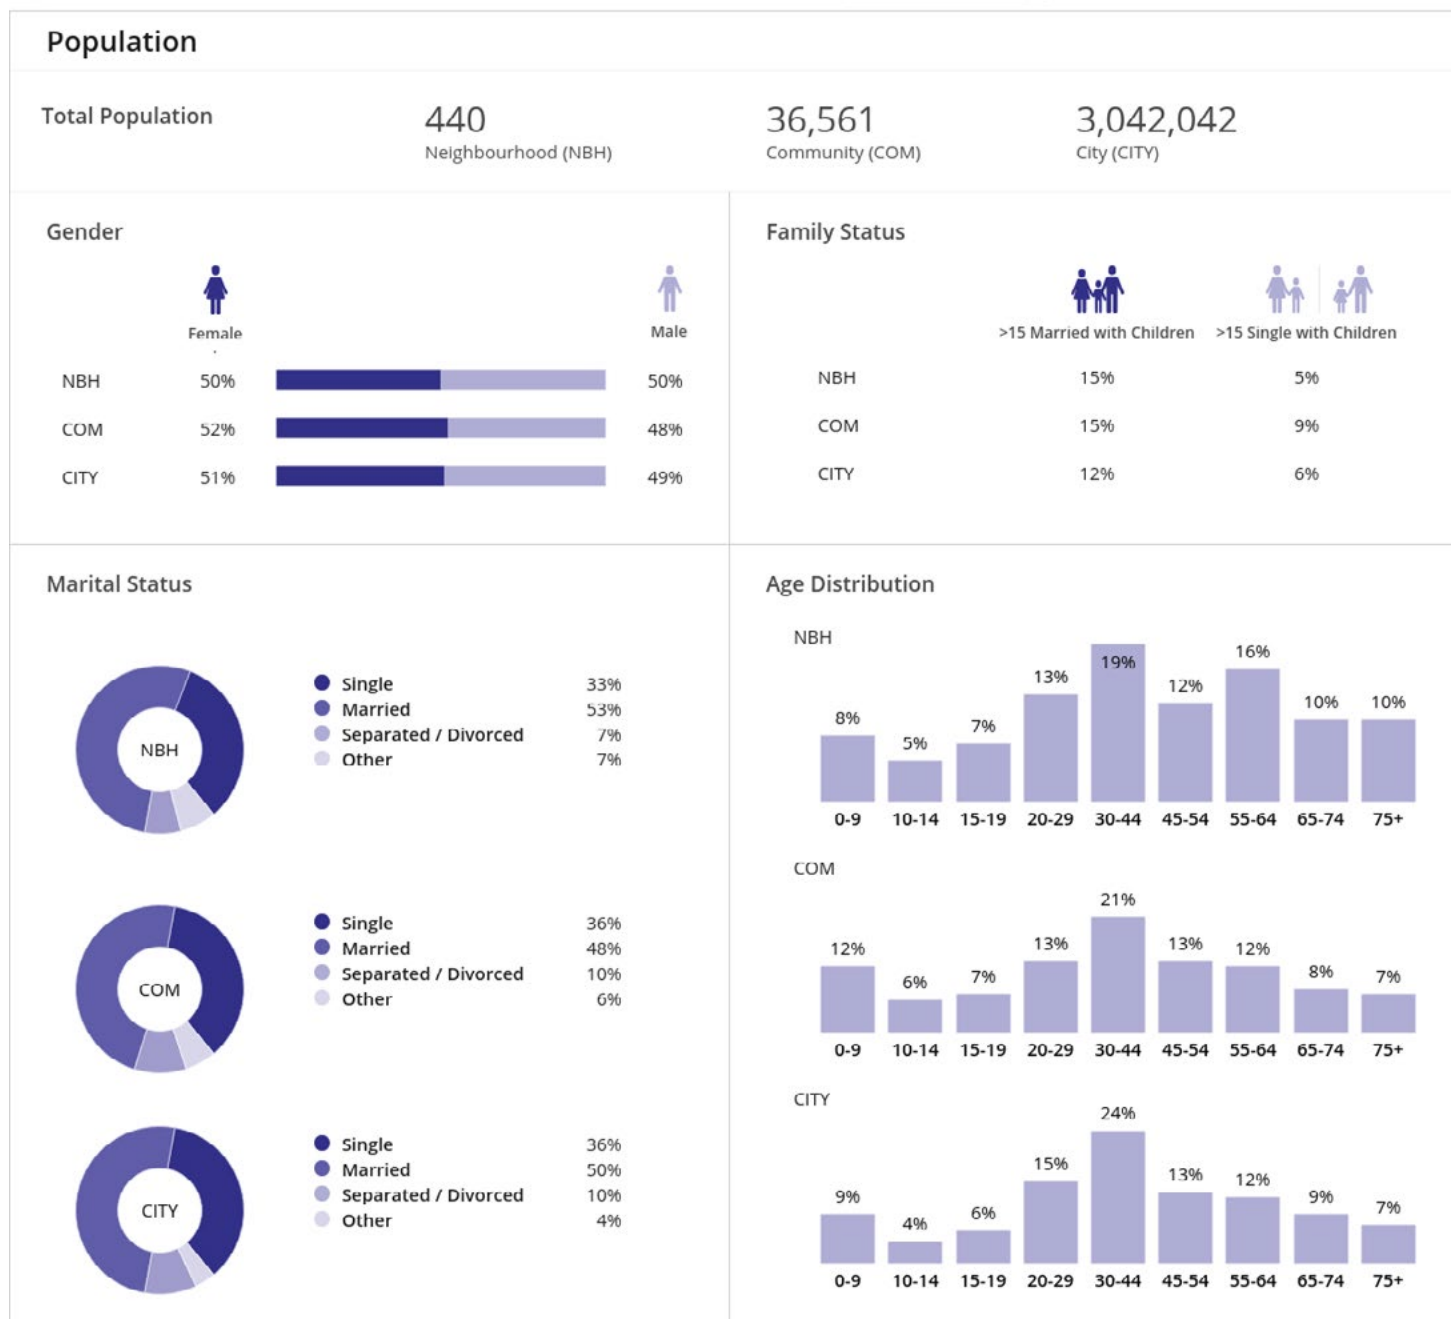 Population
Total Population
440
Neighbourhood (NBH)
36,561
Community (COM)
3,042,042
City (CITY)
Gender
Female
Male
NBH 50% 50%
COM 52% 48%
CITY 51% 49%
Family Status
>15 Married with Children >15 Single with Children
NBH 15% 5%
COM 15% 9%
CITY 12% 6%
Marital Status
NBH
Single 33%
Married 53%
Separated / Divorced 7%
Other 7%
COM
Single 36%
Married 48%
Separated / Divorced 10%
Other 6%
CITY
Single 36%
Married 50%
Separated / Divorced 10%
Other 4%
Age Distribution
NBH
8% 5% 7% 13% 19% 12% 16% 10% 10%
0-9 10-14 15-19 20-29 30-44 45-54 55-64 65-74 75+
COM
12% 6% 7% 13% 21% 13% 12% 8% 7%
0-9 10-14 15-19 20-29 30-44 45-54 55-64 65-74 75+
CITY
9% 4% 6% 15% 24% 13% 12% 9% 7%
0-9 10-14 15-19 20-29 30-44 45-54 55-64 65-74 75+